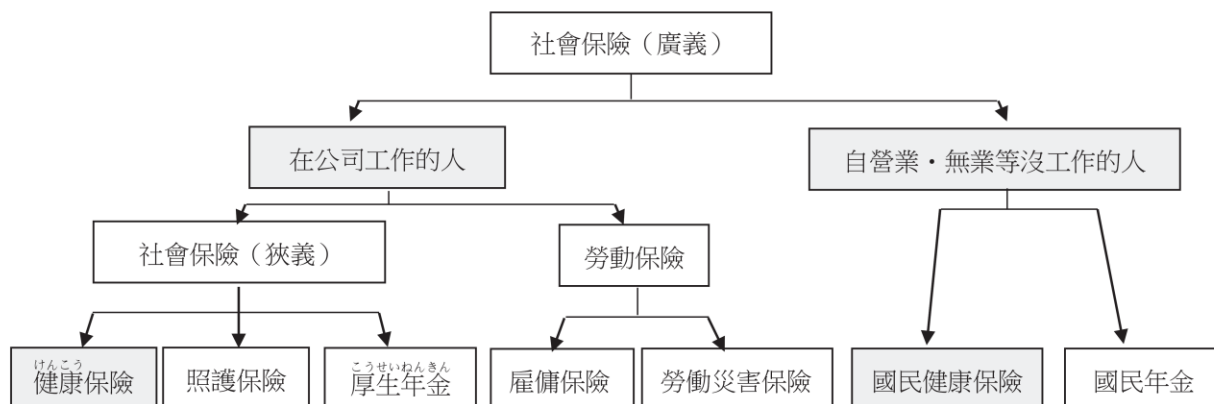 社會保險（廣義）
在公司工作的人
自營業・無業等沒工作的人
社會保險（狹義）
勞動保險
けんこう
健康保險
照護保險
こうせいねんきん
厚生年金
雇傭保險
勞動災害保險
國民健康保險
國民年金